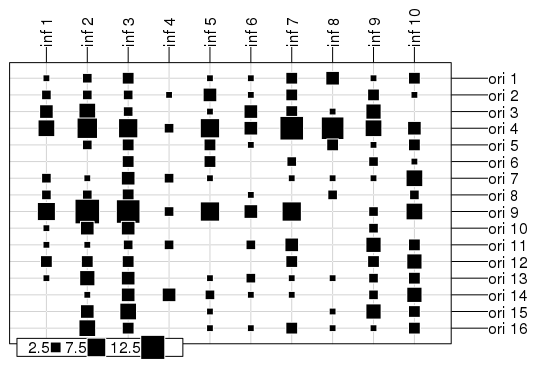 inf 1
inf 2
inf 3
inf 4
inf 5
inf 6
inf 7
inf 8
inf 9
inf 10
ori 1
ori 2
ori 3
ori 4
ori 5
ori 6
ori 7
ori 8
ori 9
ori 10
ori 11
ori 12
ori 13
ori 14
ori 15
ori 16
2.5 7.5 12.5